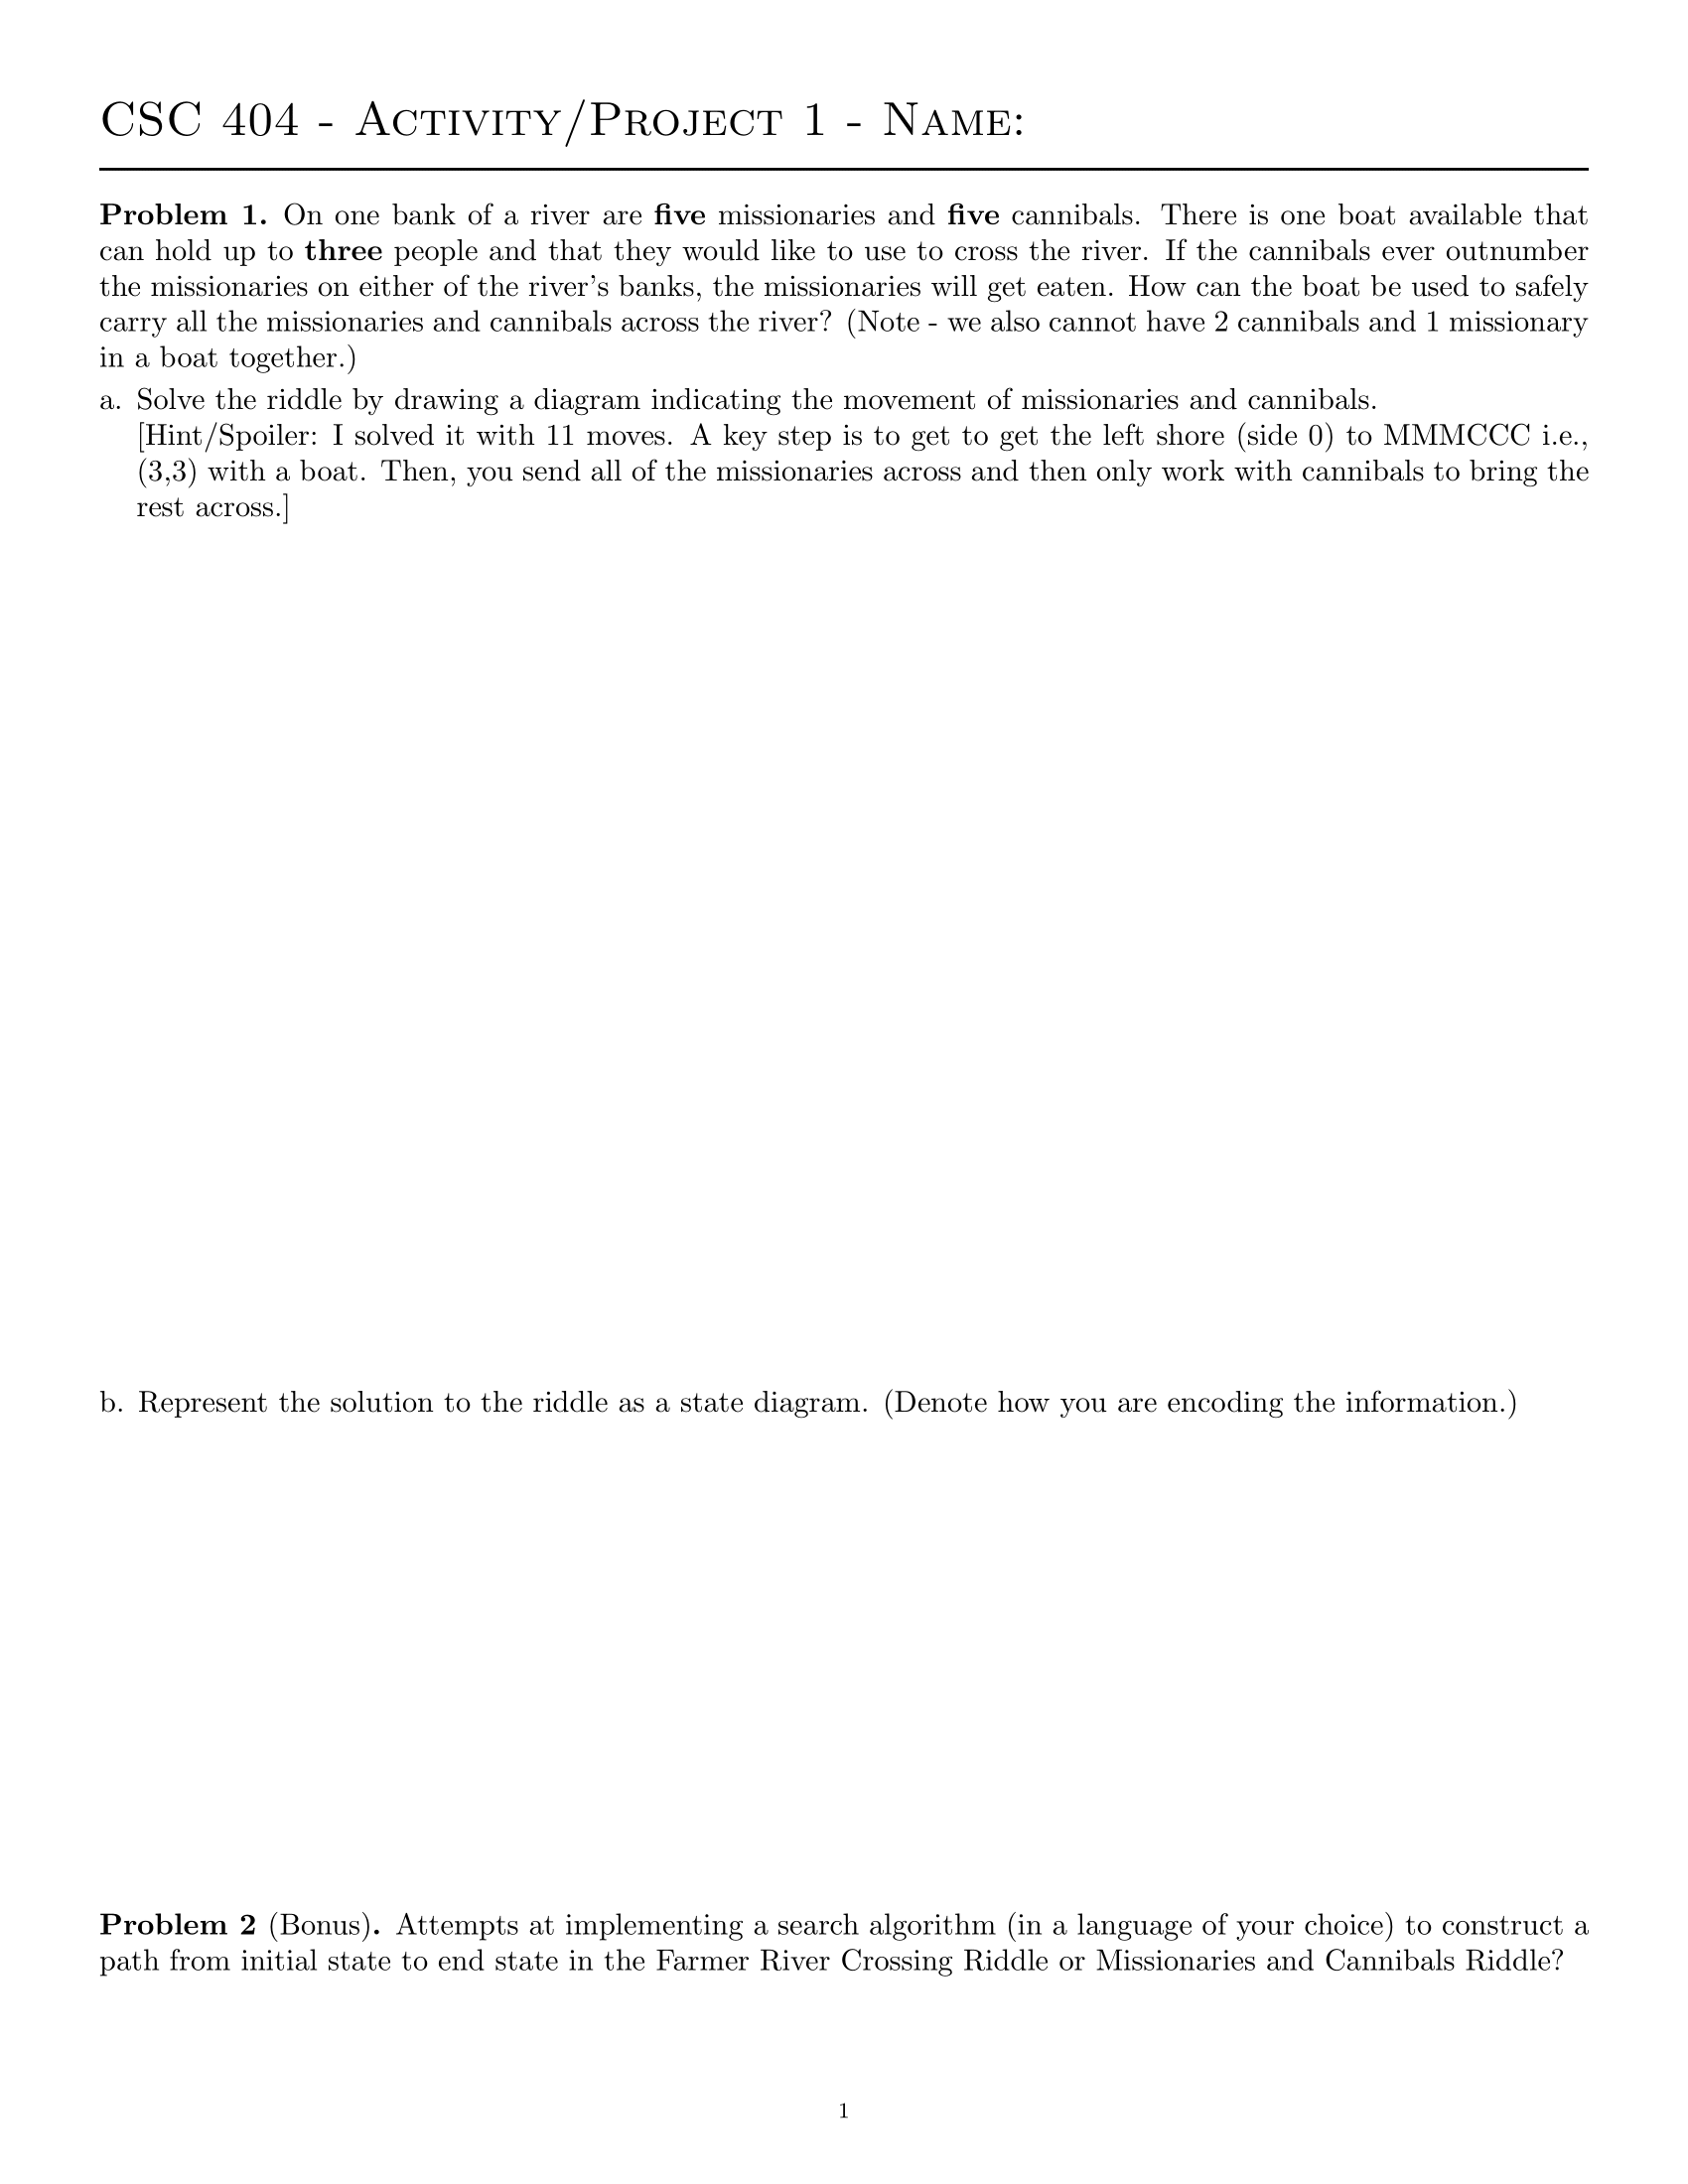 CSC 404 - Activity/Project 1 - Name:
Problem 1. On one bank of a river are five missionaries and five cannibals. There is one boat available that
can hold up to three people and that they would like to use to cross the river. If the cannibals ever outnumber
the missionaries on either of the river's banks, the missionaries will get eaten. How can the boat be used to safely
carry all the missionaries and cannibals across the river? (Note - we also cannot have 2 cannibals and 1 missionary
in a boat together.)
a. Solve the riddle by drawing a diagram indicating the movement of missionaries and cannibals.
[Hint/Spoiler: I solved it with 11 moves. A key step is to get to get the left shore (side 0) to MMMCCC i.e.,
(3,3) with a boat. Then, you send all of the missionaries across and then only work with cannibals to bring the
rest across.]
b. Represent the solution to the riddle as a state diagram. (Denote how you are encoding the information.)
Problem 2 (Bonus). Attempts at implementing a search algorithm (in a language of your choice) to construct a
path from initial state to end state in the Farmer River Crossing Riddle or Missionaries and Cannibals Riddle?
1